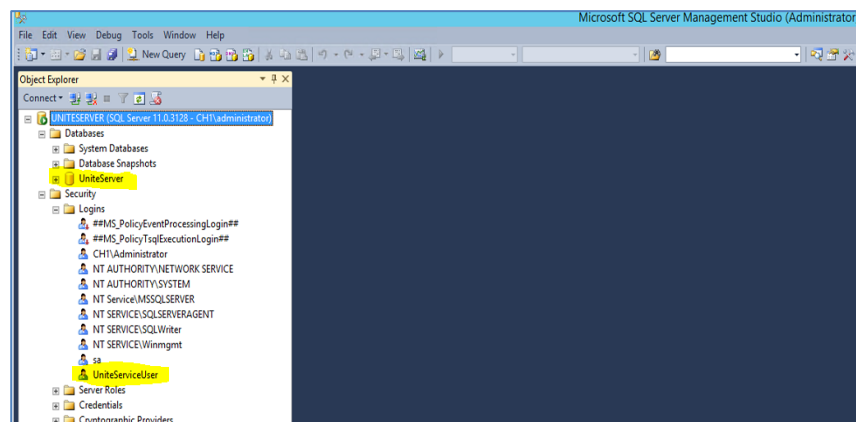 Microsoft SQL Server Management Studio (Administrator
File Edit View Debug Tools Window Help
New Query
Object Explorer
Connect
UNITESERVER (SQL Server 11.0.3128 - CH1\administrator)
Databases
System Databases
Database Snapshots
UniteServer
Security
Logins
##MS_PolicyEventProcessingLogin##
##MS_PolicyTsqlExecutionLogin##
CH1\Administrator
NT AUTHORITY\NETWORK SERVICE
NT AUTHORITY\SYSTEM
NT Service\MSSQLSERVER
NT SERVICE\SQLSERVERAGENT
NT SERVICE\SQLWriter
NT SERVICE\Winmgmt
sa
UniteServiceUser
Server Roles
Credentials
Cryptographic Providers